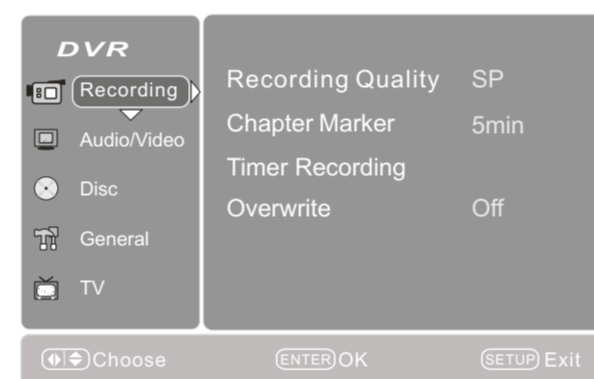 DVR
Recording
Audio/Video
Disc
General
TV
Recording Quality SP
Chapter Marker 5min
Timer Recording
Overwrite Off
Choose ENTER OK SETUP Exit